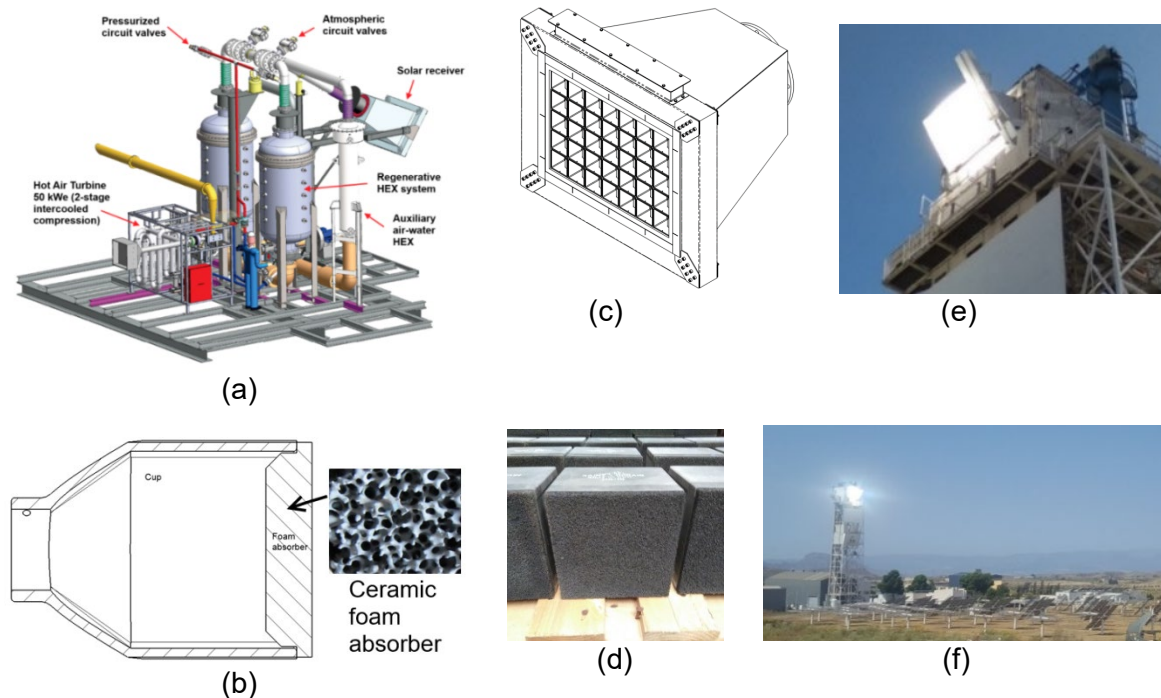 Pressurized
circuit valves
Atmospheric
circuit valves
Solar receiver
Hot Air Turbine
50 kWe (2-stage
intercooled
compression)
Regenerative
HEX system
Auxiliary
air-water
HEX
(a)
(c)
(e)
Cup
Foam
absorber
Ceramic
foam
absorber
(b)
(d)
(f)